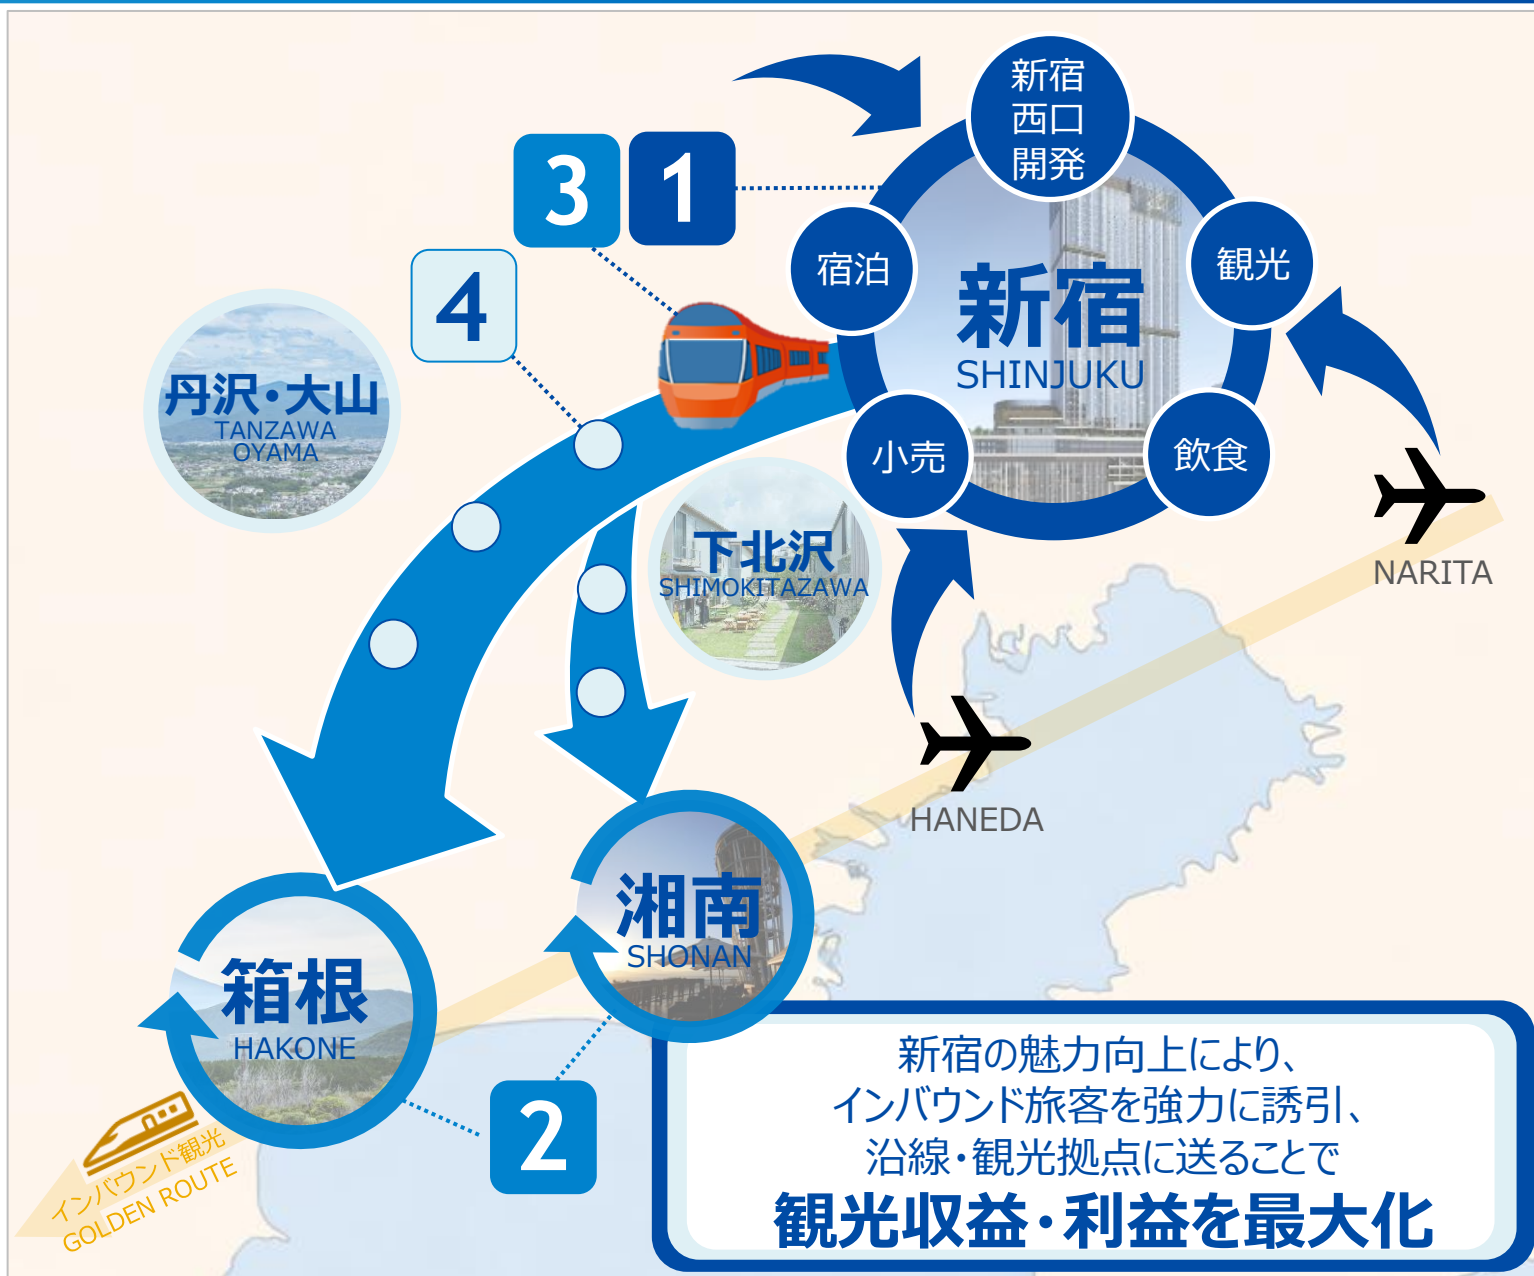 新宿
西口
開発
3
1
宿泊
観光
新宿
SHINJUKU
4
丹沢・大山
TANZAWA
OYAMA
小売
飲食
下北沢
SHIMOKITAZAWA
NARITA
HANEDA
湘南
SHONAN
箱根
HAKONE
2
インバウンド観光
GOLDEN ROUTE
新宿の魅力向上により、
インバウンド旅客を強力に誘引、
沿線・観光拠点に送ることで
観光収益・利益を最大化